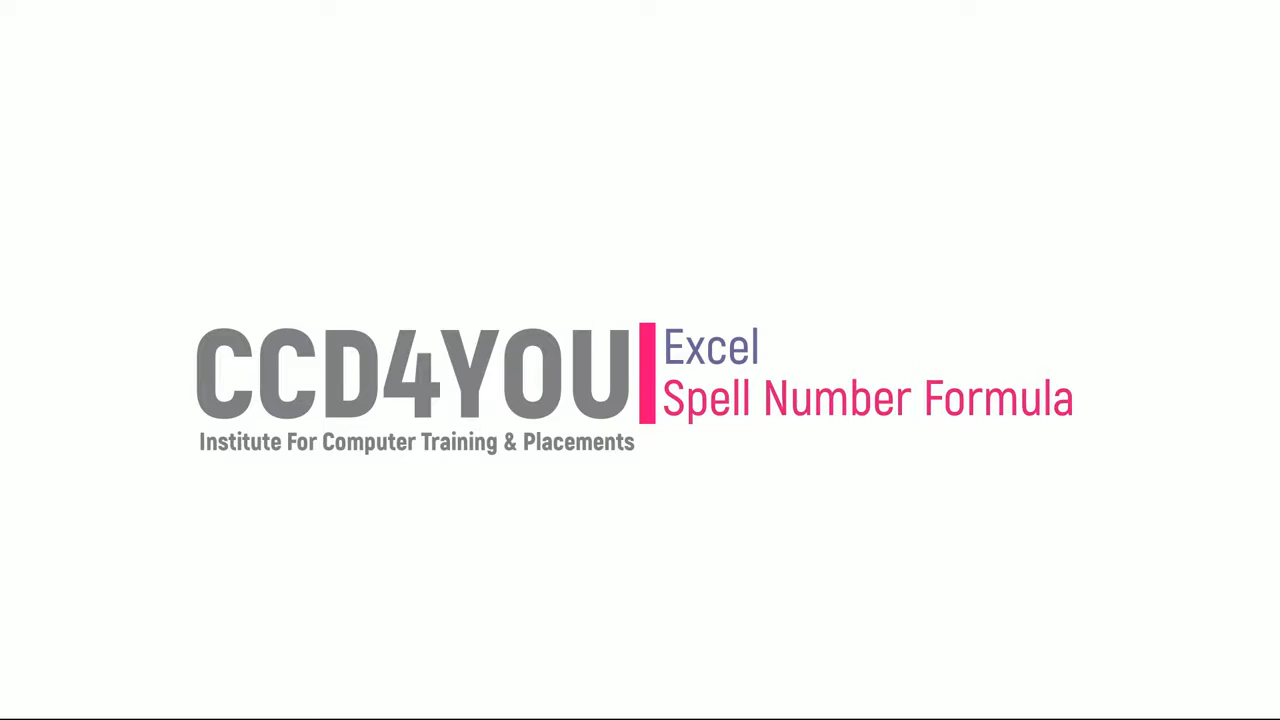 CCD4YOU
Institute For Computer Training & Placements
Excel
Spell Number Formula